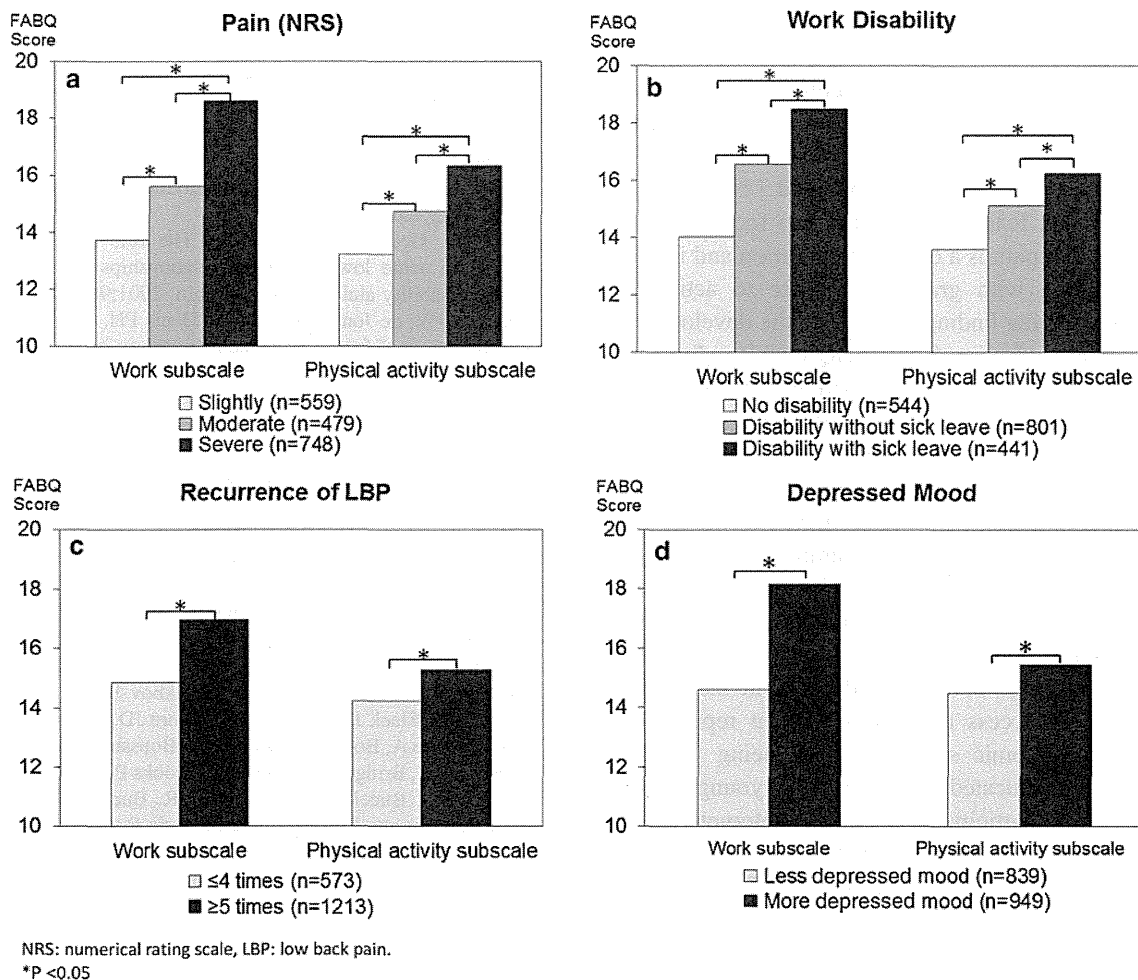 FABQ
Score
Pain (NRS)
a
20
18
16
14
12
10
*
*
*
*
*
*
Work subscale
Physical activity subscale
Slightly (n=559)
Moderate (n=479)
Severe (n=748)
FABQ
Score
Work Disability
b
20
18
16
14
12
10
*
*
*
*
*
*
Work subscale
Physical activity subscale
No disability (n=544)
Disability without sick leave (n=801)
Disability with sick leave (n=441)
FABQ
Score
Recurrence of LBP
c
20
18
16
14
12
10
*
*
Work subscale
Physical activity subscale
≤4 times (n=573)
≥5 times (n=1213)
FABQ
Score
Depressed Mood
d
20
18
16
14
12
10
*
*
Work subscale
Physical activity subscale
Less depressed mood (n=839)
More depressed mood (n=949)
NRS: numerical rating scale, LBP: low back pain.
*P <0.05